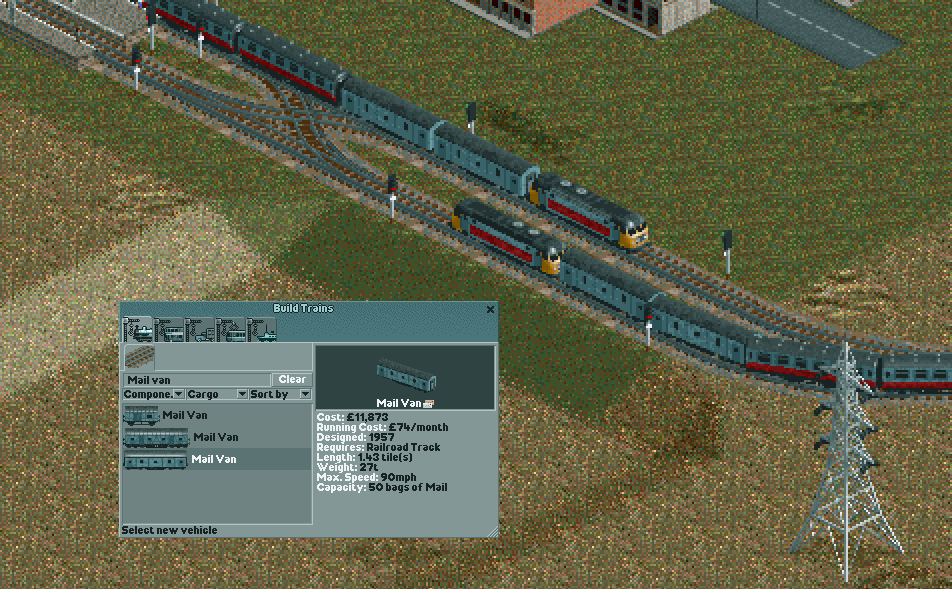 Build Trains
Mail van
Clear
Compone.
Cargo
Sort by
Mail Van
Mail Van
Mail Van
Mail Van
Cost: £11,873
Running Cost: £74/month
Designed: 1957
Requires: Railroad Track
Length: 1.43 tile(s)
Weight: 27t
Max. Speed: 90mph
Capacity: 50 bags of Mail
Select new vehicle